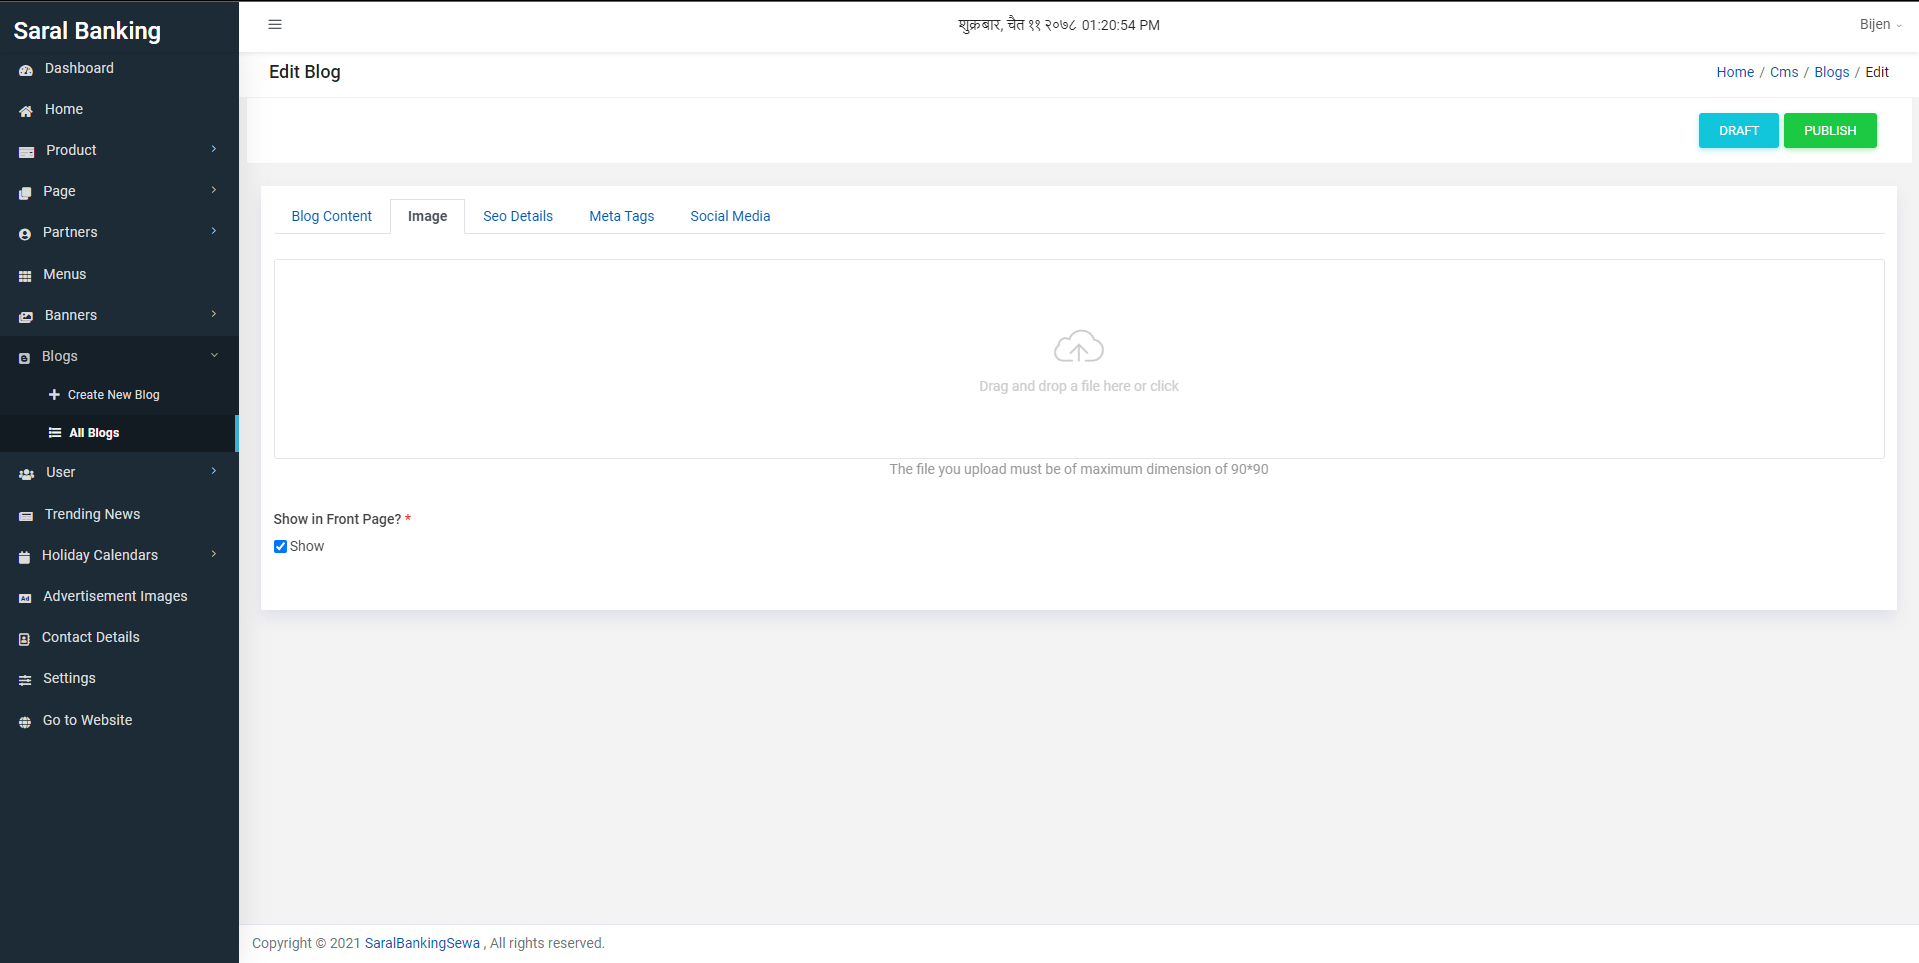 Saral Banking
शुक्रबार, चैत ११ २०७८ 01:20:54 PM
Bijen
Dashboard
Home
Product
Page
Partners
Menus
Banners
Blogs
Create New Blog
All Blogs
User
Trending News
Holiday Calendars
Ad
Advertisement Images
Contact Details
Settings
Go to Website
Edit Blog
Home / Cms / Blogs / Edit
DRAFT PUBLISH
Blog Content Image Seo Details Meta Tags Social Media
Drag and drop a file here or click
The file you upload must be of maximum dimension of 90*90
Show in Front Page? *
Show
Copyright © 2021 SaralBankingSewa , All rights reserved.